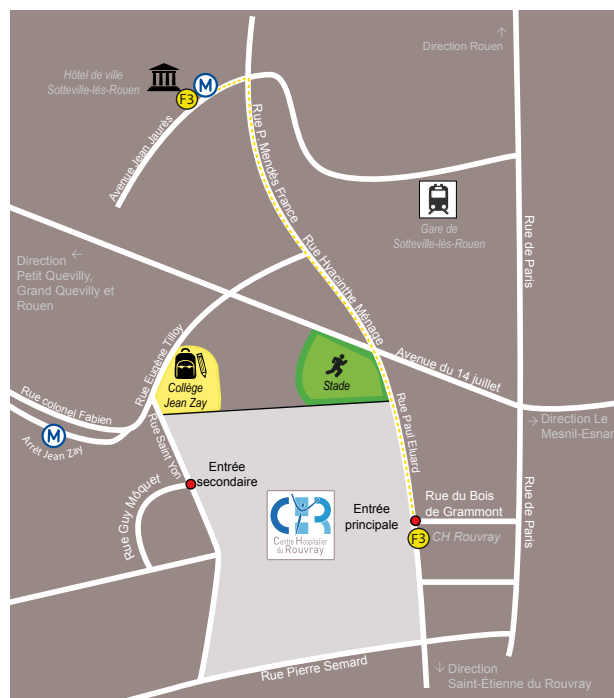 Direction Rouen
Hôtel de ville
Sotteville-lès-Rouen
M
F3
Avenue Jean Jaurès
Rue P. Mendès France
Gare de
Sotteville-lès-Rouen
Rue de Paris
Direction
Petit Quevilly,
Grand Quevilly et
Rouen
Rue Hyacinthe Ménage
Rue Eugène Tilloy
Avenue du 14 juillet
Collège
Jean Zay
Stade
Rue colonel Fabien
M
Arrêt Jean Zay
Rue Saint Yon
Rue Paul Eluard
Direction Le
Mesnil-Esnar
Entrée
secondaire
Rue Guy Môquet
Entrée
principale
Rue du Bois
de Grammont
Rue de Paris
CHR
Centre Hospitalier
du Rouvray
F3
CH Rouvray
Rue Pierre Semard
Direction
Saint-Étienne du Rouvray